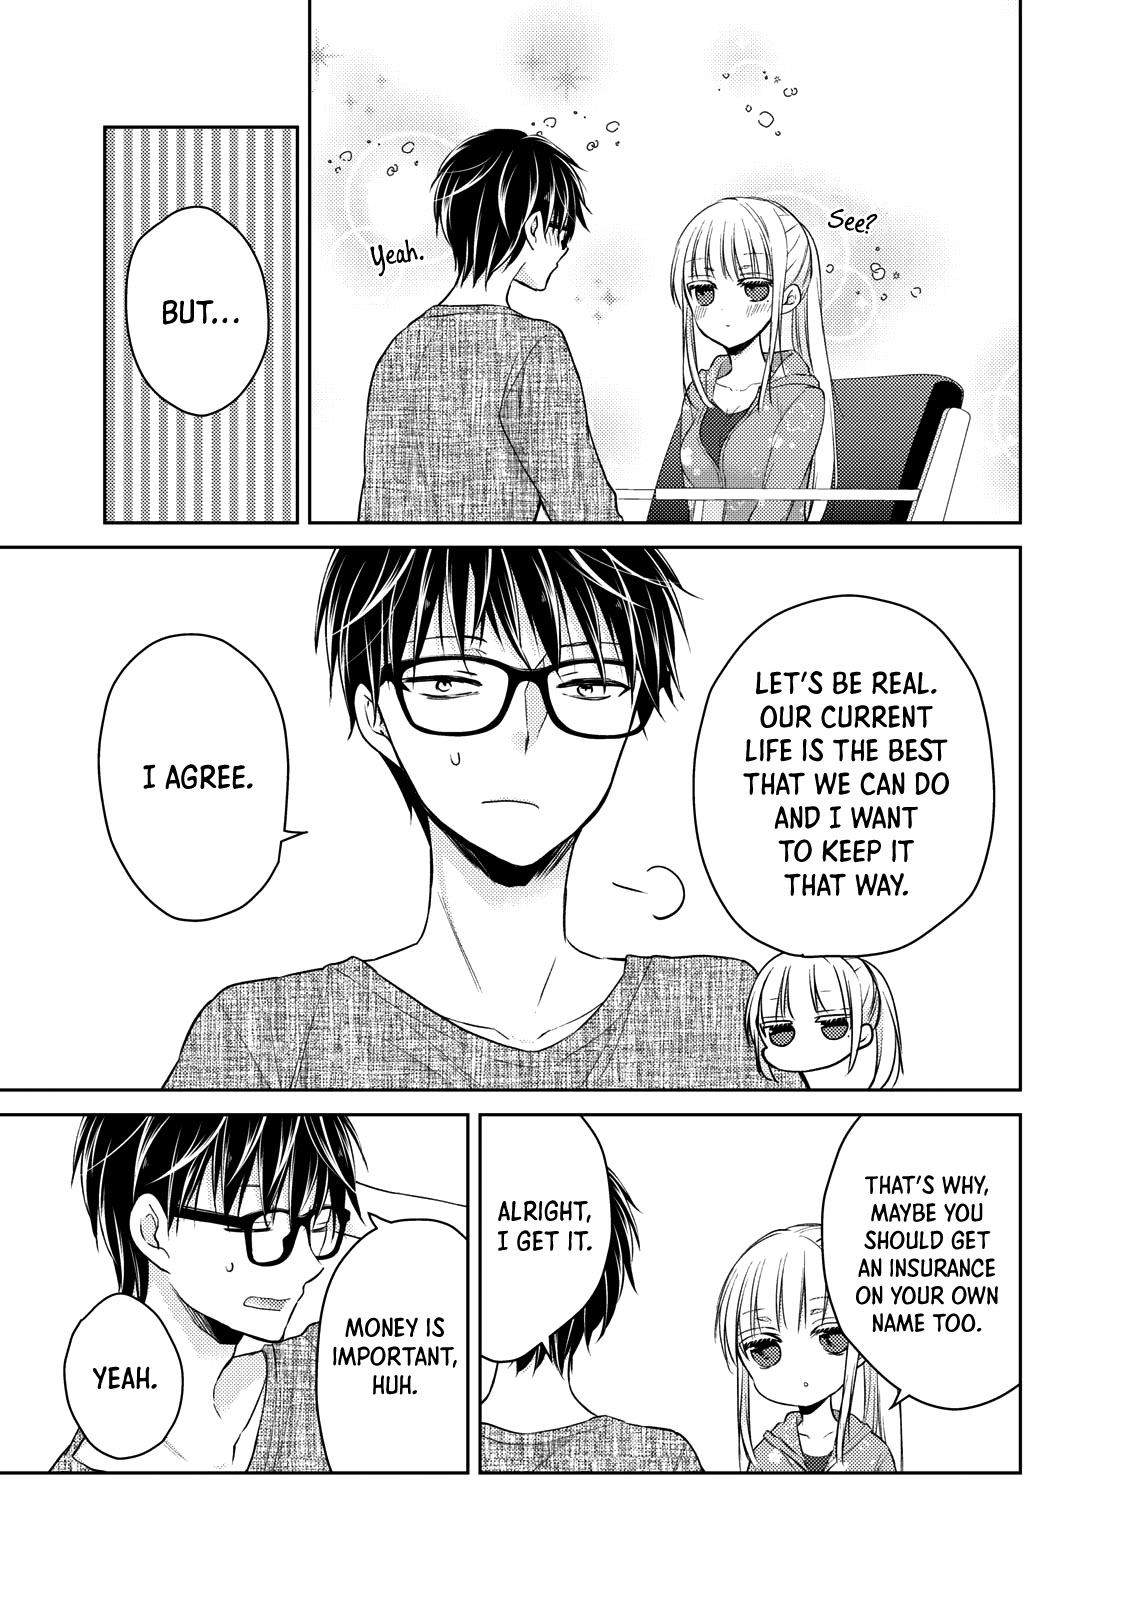 See?
Yeah.
BUT...
LET'S BE REAL.
OUR CURRENT
LIFE IS THE BEST
THAT WE CAN DO
AND I WANT
TO KEEP IT
THAT WAY.
I AGREE.
THAT'S WHY,
MAYBE YOU
SHOULD GET
AN INSURANCE
ON YOUR OWN
NAME TOO.
ALRIGHT,
I GET IT.
MONEY IS
IMPORTANT,
HUH.
YEAH.